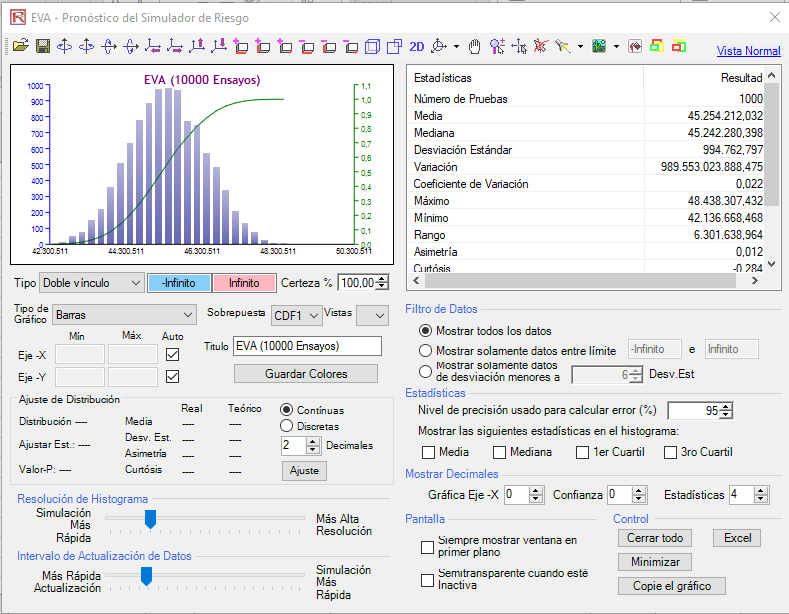 EVA - Pronóstico del Simulador de Riesgo
2D
Vista Normal
EVA (10000 Ensayos)
1000
900
800
700
600
500
400
300
200
100
0
1,1
1,0
0,9
0,8
0,7
0,6
0,5
0,4
0,3
0,2
0,1
0,0
42.300.511 44.300.511 46.300.511 48.300.511 50.300.511
Estadísticas Resultad
Número de Pruebas 1000
Media 45.254.212,032
Mediana 45.242.280,398
Desviación Estándar 994.762,797
Variación 989.553.023.888,475
Coeficiente de Variación 0,022
Máximo 48.438.307,432
Mínimo 42.136.668,468
Rango 6.301.638,964
Asimetría 0,012
Curtósis -0,284
Tipo Doble vínculo -Infinito Infinito Certeza % 100,00
Tipo de Gráfico Barras Sobrepuesta CDF1 Vistas
Mín Máx Auto
Eje -X
Eje -Y
Titulo EVA (10000 Ensayos)
Guardar Colores
Ajuste de Distribución
Real Teórico
Distribución ----
Ajustar Est.: ----
Valor-P: ----
Media ---- ----
Desv. Est. ---- ----
Asimetría ---- ----
Curtósis ---- ----
Contínuas
Discretas
2 Decimales
Ajuste
Resolución de Histograma
Simulación
Más
Rápida
Más Alta
Resolución
Intervalo de Actualización de Datos
Más Rápida
Actualización
Simulación
Más
Rápida
Filtro de Datos
Mostrar todos los datos
Mostrar solamente datos entre límite -Infinito e Infinito
Mostrar solamente datos
de desviación menores a 6 Desv.Est
Estadísticas
Nivel de precisión usado para calcular error (%) 95
Mostrar las siguientes estadísticas en el histograma:
Media Mediana 1er Cuartil 3ro Cuartil
Mostrar Decimales
Gráfica Eje -X 0 Confianza 0 Estadísticas 4
Pantalla
Siempre mostrar ventana en
primer plano
Semitransparente cuando esté
Inactiva
Control
Cerrar todo Excel
Minimizar
Copie el gráfico